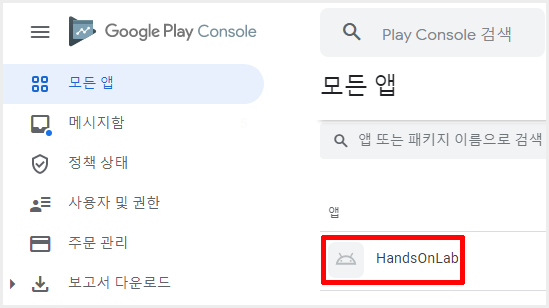 Google Play Console
Play Console 검색
모든 앱
모든 앱
메시지함
앱 또는 패키지 이름으로 검색
정책 상태
사용자 및 권한
앱
주문 관리
HandsOnLab
보고서 다운로드